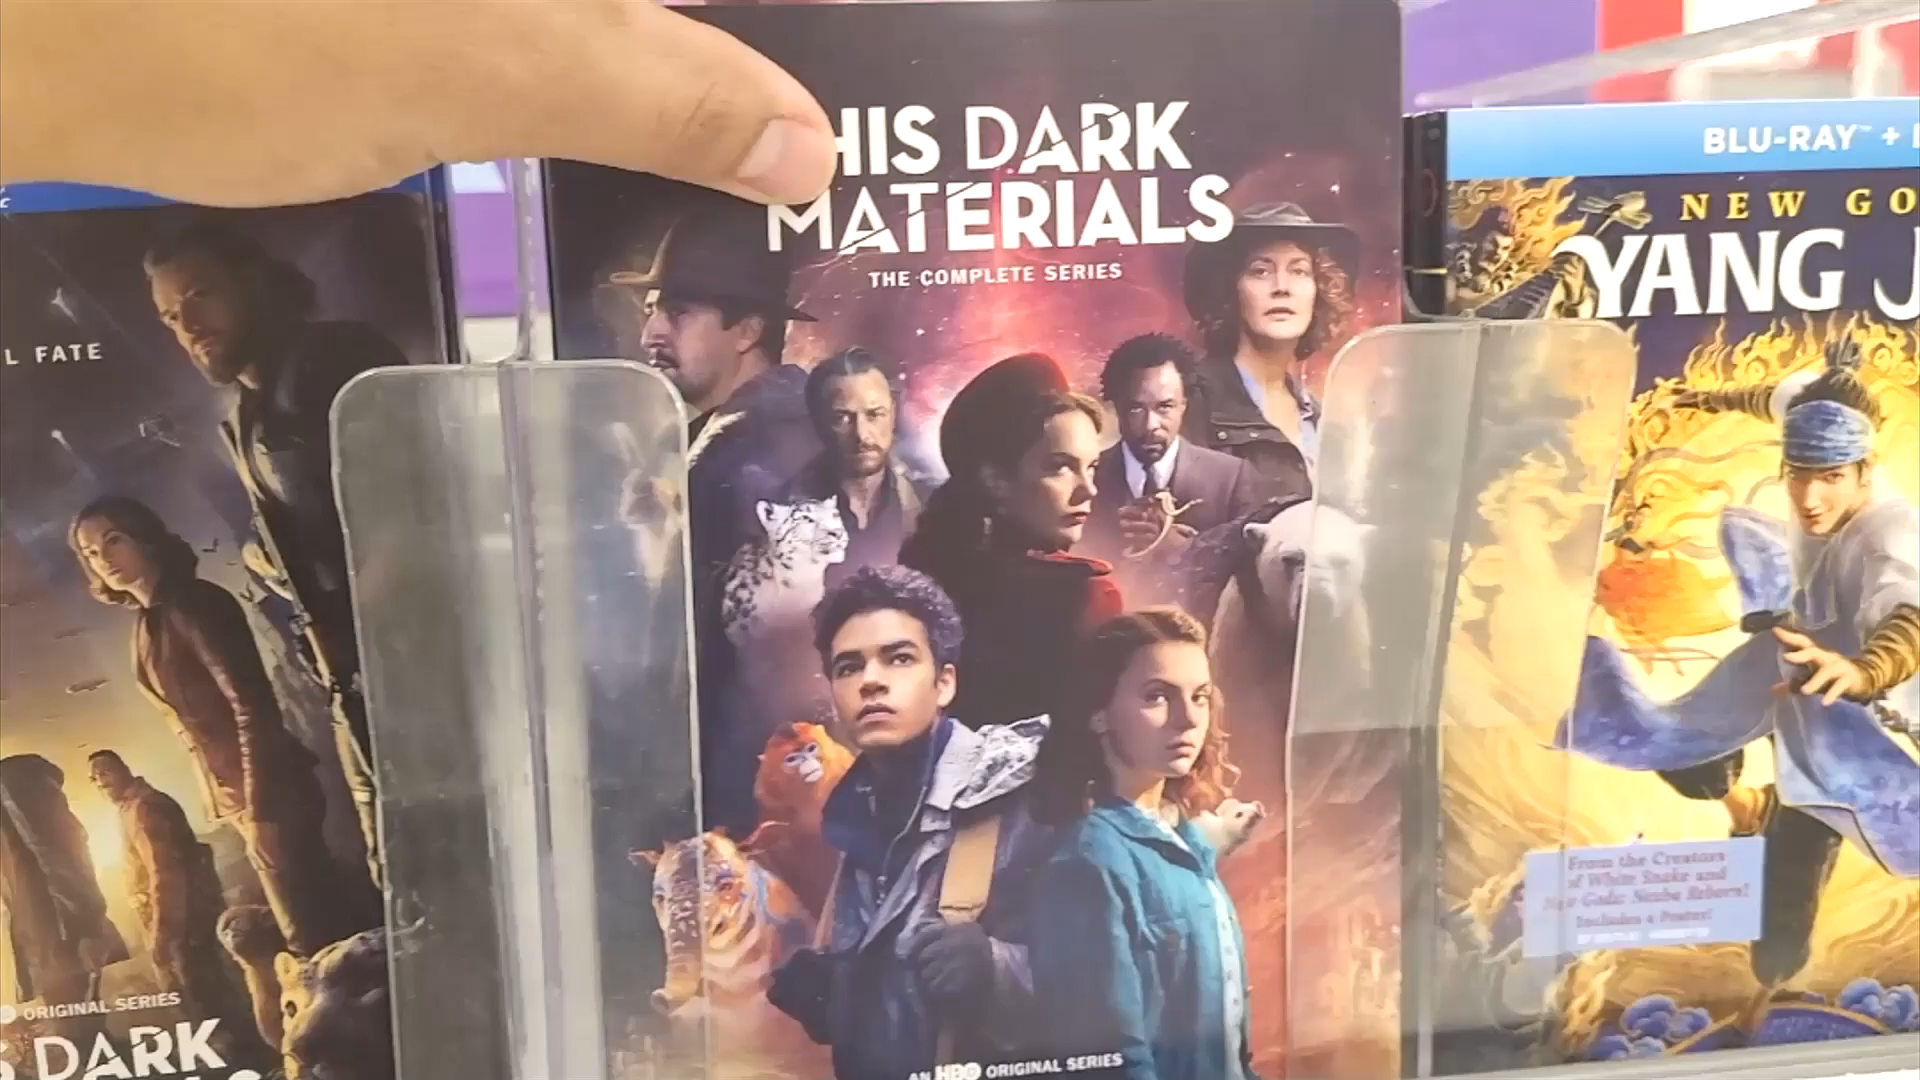 HIS DARK
MATERIALS
THE COMPLETE SERIES
AN HBO ORIGINAL SERIES
L FATE
ORIGINAL SERIES
S DARK
BLU-RAY™ +
NEW GO
YANG J
From the Creators
of White Snake and
New Gods: Nezha Reborn!
Includes a Poster!